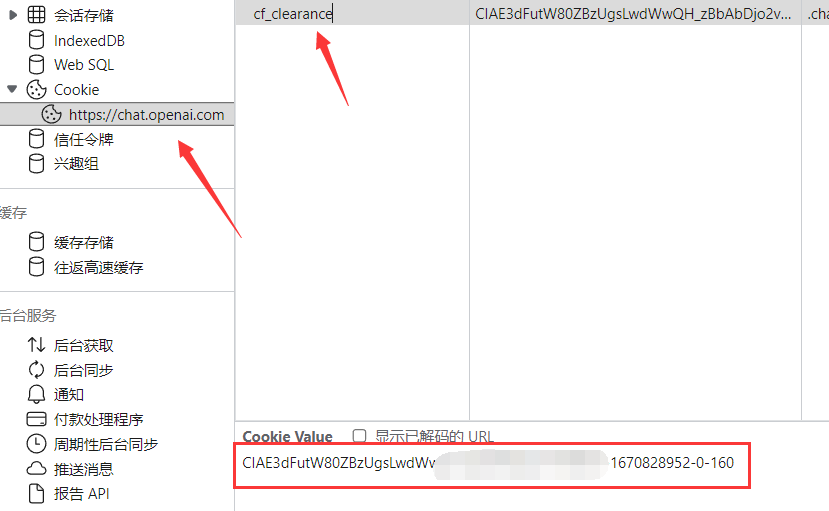 会话存储
IndexedDB
Web SQL
Cookie
https://chat.openai.com
信任令牌
兴趣组
缓存
缓存存储
往返高速缓存
后台服务
后台获取
后台同步
通知
付款处理程序
周期性后台同步
推送消息
报告 API
cf_clearance
CIAE3dFutW80ZBzUgsLwdWwQH_zBbAbDjo2v...
.cha
Cookie Value 显示已解码的 URL
CIAE3dFutW80ZBzUgsLwdWw 1670828952-0-160